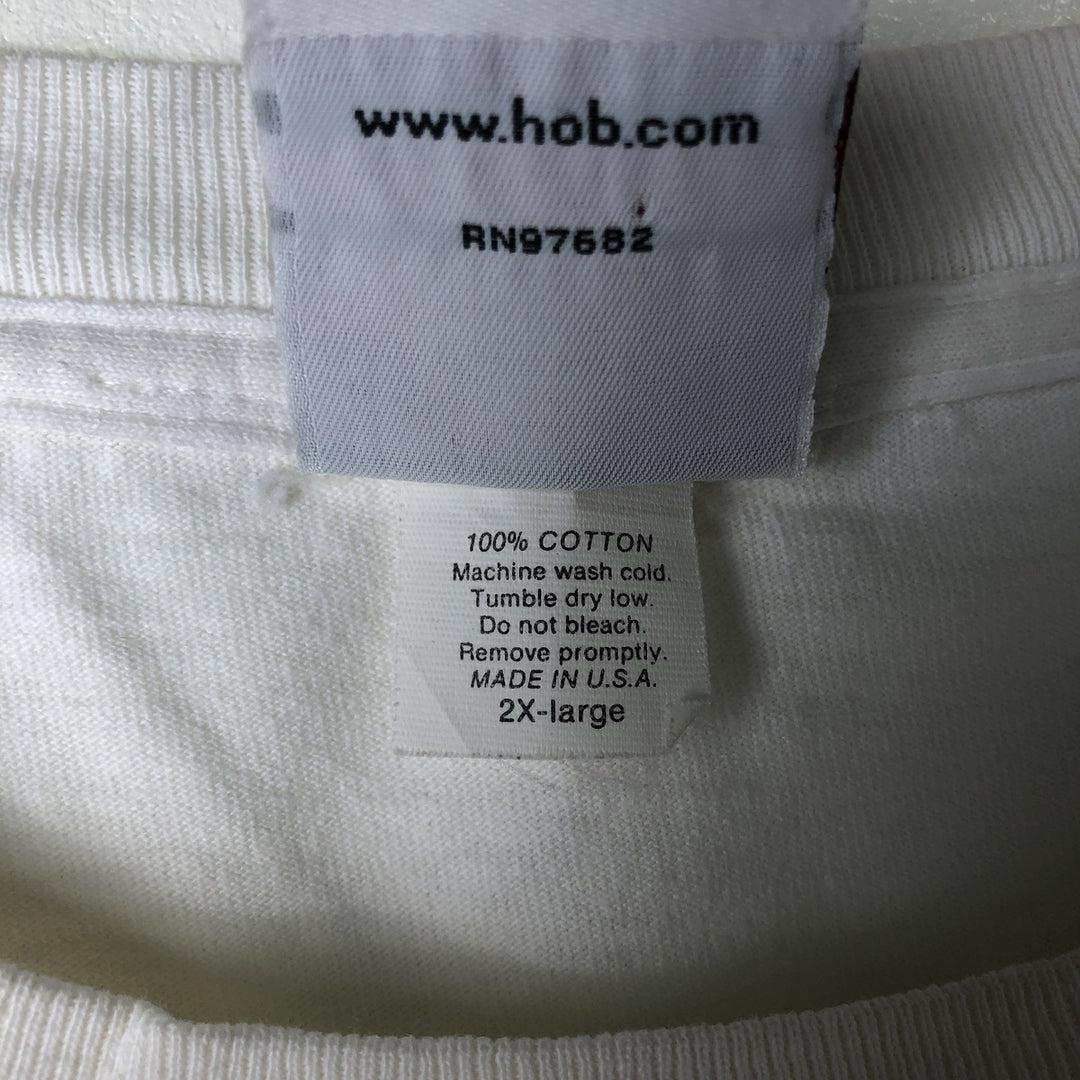 www.hob.com
RN97682
100% COTTON
Machine wash cold.
Tumble dry low.
Do not bleach.
Remove promptly.
MADE IN U.S.A.
2X-large